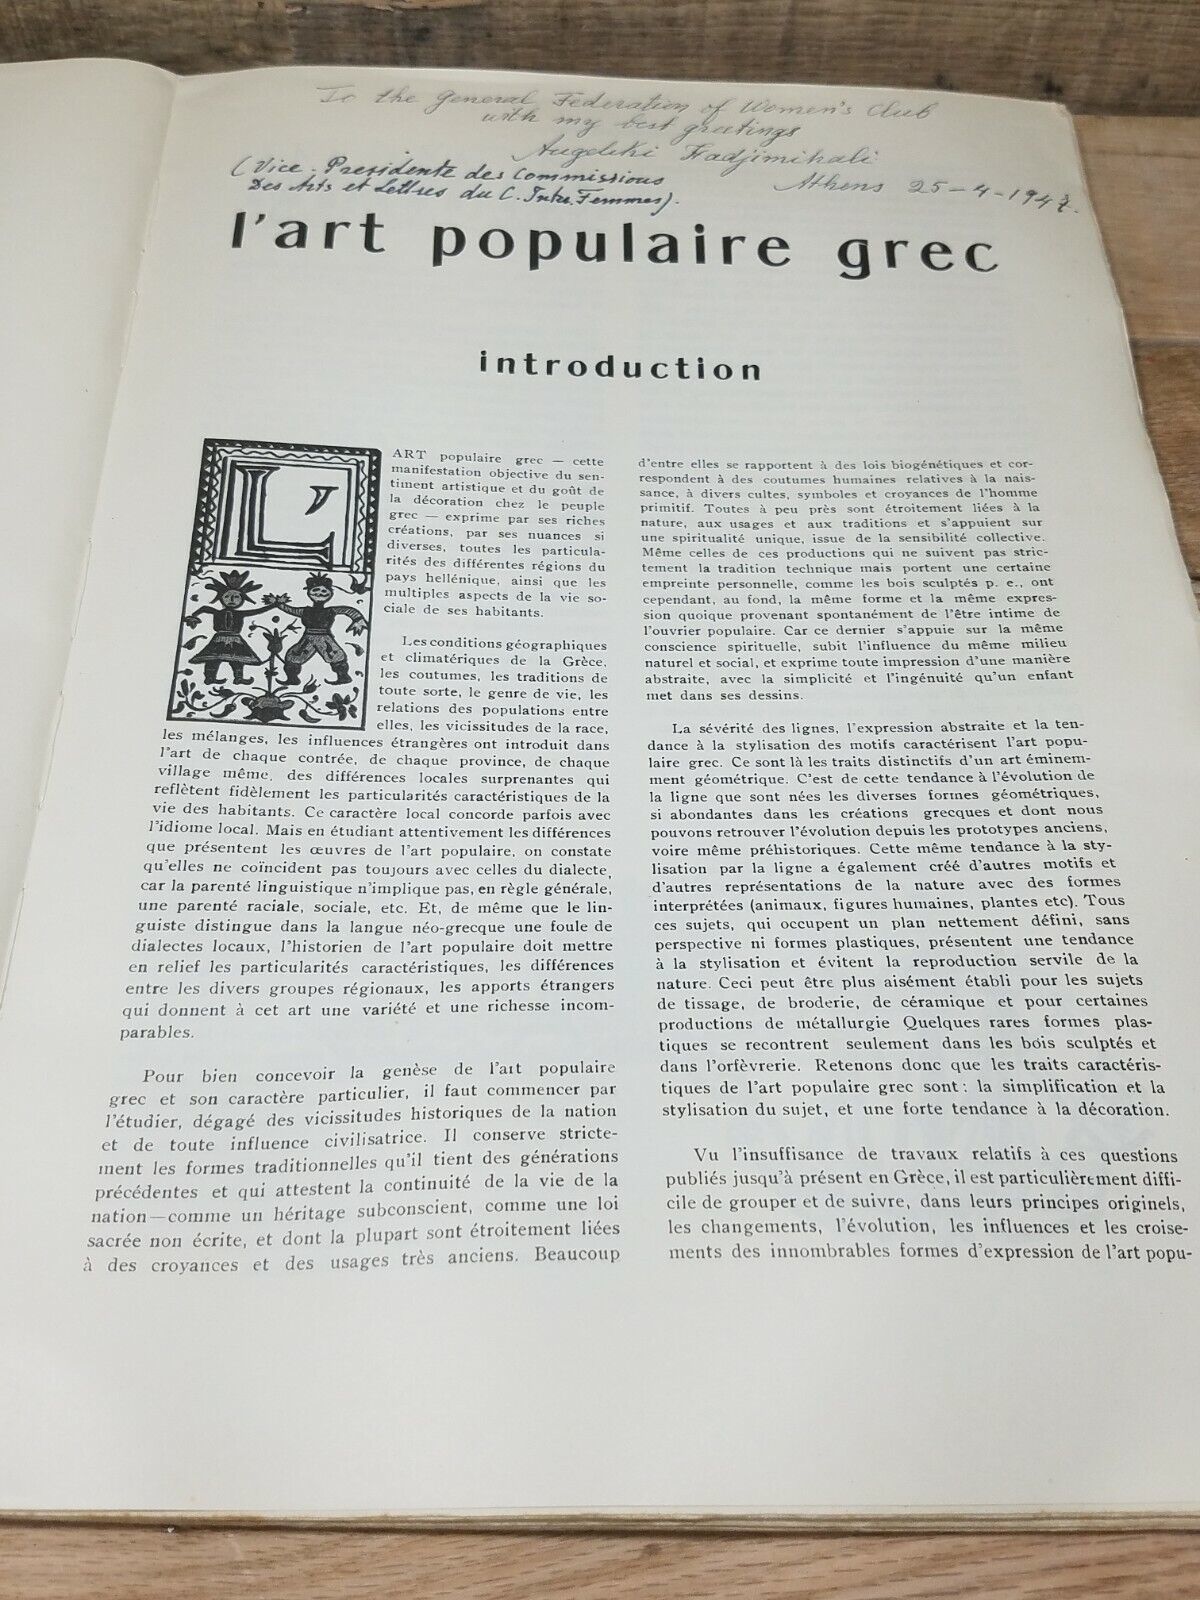 To the General Federation of Women's Club
with my best greetings
Angeliki Hadjimihali
(Vice. Presidente des Commissions
Des Arts et Lettres du C. Intre. Femmes).
Athens 25-4-1947.
l'art populaire grec
introduction
L'
ART populaire grec — cette
manifestation objective du sen-
timent artistique et du goût de
la décoration chez le peuple
grec — exprime par ses riches
créations, par ses nuances si
diverses, toutes les particula-
rités des différentes régions du
pays hellénique, ainsi que les
multiples aspects de la vie so-
ciale de ses habitants.
Les conditions géographiques
et climatériques de la Grèce,
les coutumes, les traditions de
toute sorte, le genre de vie, les
relations des populations entre
elles, les vicissitudes de la race,
les mélanges, les influences étrangères ont introduit dans
l'art de chaque contrée, de chaque province, de chaque
village même, des différences locales surprenantes qui
reflètent fidèlement les particularités caractéristiques de la
vie des habitants. Ce caractère local concorde parfois avec
l'idiome local. Mais en étudiant attentivement les différences
que présentent les œuvres de l'art populaire, on constate
qu'elles ne coïncident pas toujours avec celles du dialecte,
car la parenté linguistique n'implique pas, en règle générale,
une parenté raciale, sociale, etc. Et, de même que le lin-
guiste distingue dans la langue néo-grecque une foule de
dialectes locaux, l'historien de l'art populaire doit mettre
en relief les particularités caractéristiques, les différences
entre les divers groupes régionaux, les apports étrangers
qui donnent à cet art une variété et une richesse incom-
parables.
Pour bien concevoir la genèse de l'art populaire
grec et son caractère particulier, il faut commencer par
l'étudier, dégagé des vicissitudes historiques de la nation
et de toute influence civilisatrice. Il conserve stricte-
ment les formes traditionnelles qu'il tient des générations
précédentes et qui attestent la continuité de la vie de la
nation—comme un héritage subconscient, comme une loi
sacrée non écrite, et dont la plupart sont étroitement liées
à des croyances et des usages très anciens. Beaucoup
d'entre elles se rapportent à des lois biogénétiques et cor-
respondent à des coutumes humaines relatives à la nais-
sance, à divers cultes, symboles et croyances de l'homme
primitif. Toutes à peu près sont étroitement liées à la
nature, aux usages et aux traditions et s'appuient sur
une spiritualité unique, issue de la sensibilité collective.
Même celles de ces productions qui ne suivent pas stric-
tement la tradition technique mais portent une certaine
empreinte personnelle, comme les bois sculptés p. e., ont
cependant, au fond, la même forme et la même expres-
sion quoique provenant spontanément de l'être intime de
l'ouvrier populaire. Car ce dernier s'appuie sur la même
conscience spirituelle, subit l'influence du même milieu
naturel et social, et exprime toute impression d'une manière
abstraite, avec la simplicité et l'ingénuité qu'un enfant
met dans ses dessins.
La sévérité des lignes, l'expression abstraite et la ten-
dance à la stylisation des motifs caractérisent l'art popu-
laire grec. Ce sont là les traits distinctifs d'un art éminem-
ment géométrique. C'est de cette tendance à l'évolution de
la ligne que sont nées les diverses formes géométriques,
si abondantes dans les créations grecques et dont nous
pouvons retrouver l'évolution depuis les prototypes anciens,
voire même préhistoriques. Cette même tendance à la sty-
lisation par la ligne a également créé d'autres motifs et
d'autres représentations de la nature avec des formes
interprétées (animaux, figures humaines, plantes etc). Tous
ces sujets, qui occupent un plan nettement défini, sans
perspective ni formes plastiques, présentent une tendance
à la stylisation et évitent la reproduction servile de la
nature. Ceci peut être plus aisément établi pour les sujets
de tissage, de broderie, de céramique et pour certaines
productions de métallurgie Quelques rares formes plas-
tiques se recontrent seulement dans les bois sculptés et
dans l'orfèvrerie. Retenons donc que les traits caractéris-
tiques de l'art populaire grec sont: la simplification et la
stylisation du sujet, et une forte tendance à la décoration.
Vu l'insuffisance de travaux relatifs à ces questions
publiés jusqu'à présent en Grèce, il est particulièrement diffi-
cile de grouper et de suivre, dans leurs principes originels,
les changements, l'évolution, les influences et les croise-
ments des innombrables formes d'expression de l'art popu-